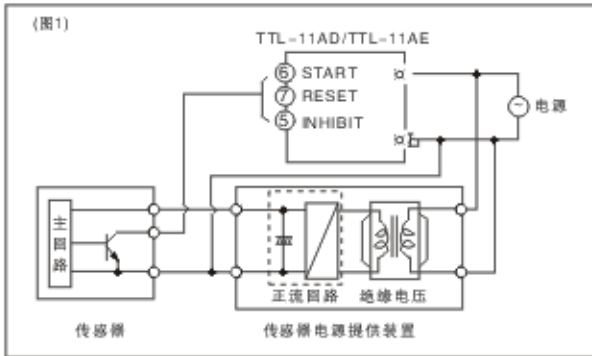 (图1)
TTL-11AD/TTL-11AE
⑥ START
⑦ RESET
⑤ INHIBIT
电源
主回路
正流回路
绝缘电压
传感器
传感器电源提供装置